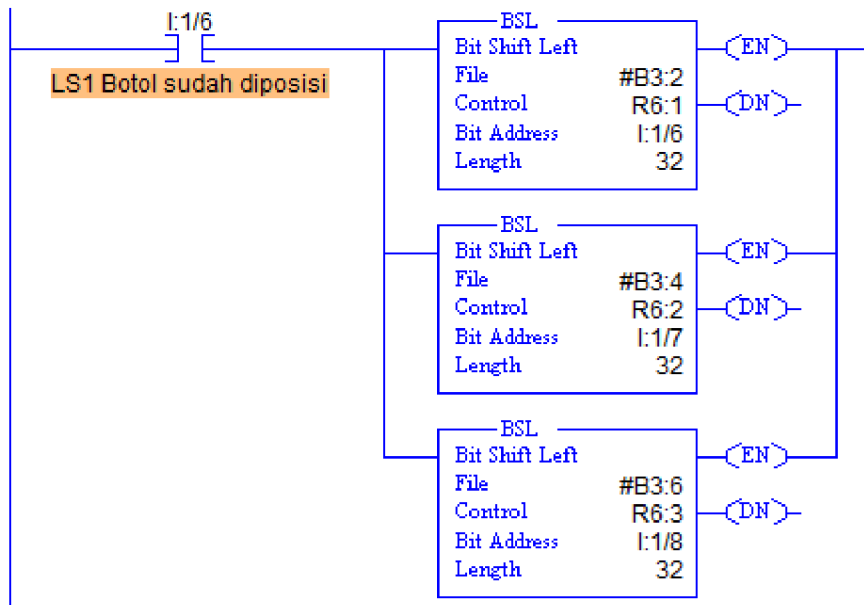 I:1/6
LS1 Botol sudah diposisi
BSL
Bit Shift Left
File #B3:2
Control R6:1
Bit Address I:1/6
Length 32
EN
DN
BSL
Bit Shift Left
File #B3:4
Control R6:2
Bit Address I:1/7
Length 32
EN
DN
BSL
Bit Shift Left
File #B3:6
Control R6:3
Bit Address I:1/8
Length 32
EN
DN